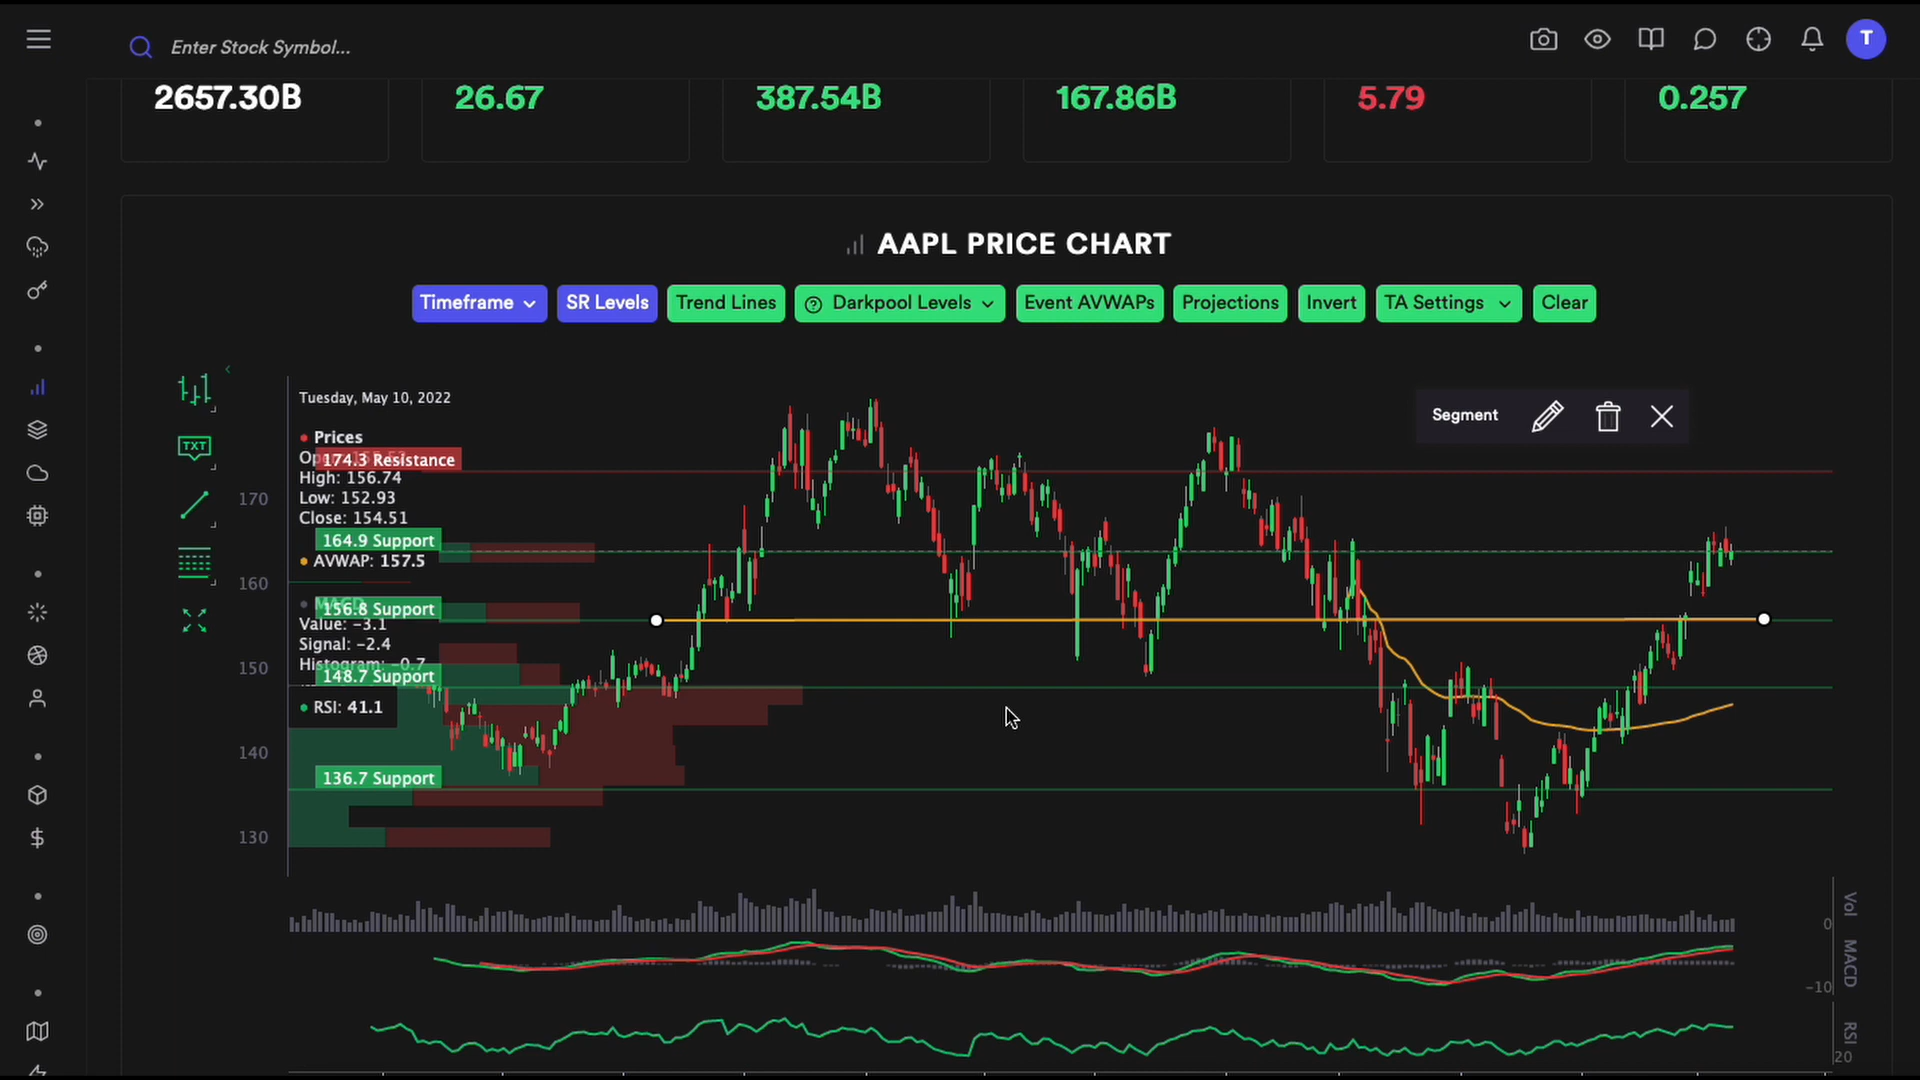 Enter Stock Symbol...
T
2657.30B
26.67
387.54B
167.86B
5.79
0.257
AAPL PRICE CHART
Timeframe
SR Levels
Trend Lines
Darkpool Levels
Event AVWAPs
Projections
Invert
TA Settings
Clear
TXT
Tuesday, May 10, 2022
Prices
174.3 Resistance
High: 156.74
Low: 152.93
Close: 154.51
164.9 Support
AVWAP: 157.5
156.8 Support
Value: -3.1
Signal: -2.4
Histogram: -0.7
148.7 Support
RSI: 41.1
136.7 Support
170
160
150
140
130
Segment
Vol
0
MACD
-10
RSI
20